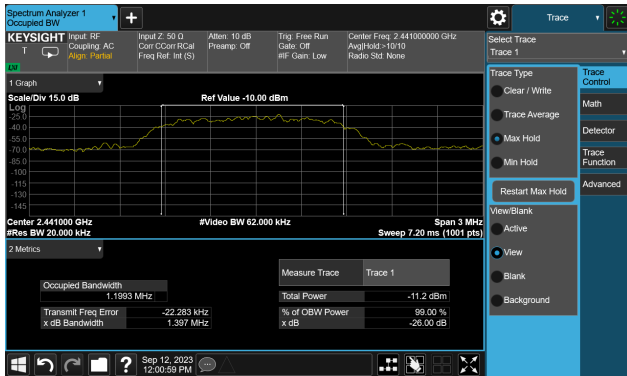 Spectrum Analyzer 1
Occupied BW
Trace
KEYSIGHT
T
LXI
Input: RF
Coupling: AC
Align: Partial
Input Z: 50 Ω
Corr CCorr RCal
Freq Ref: Int (S)
Atten: 10 dB
Preamp: Off
Trig: Free Run
Gate: Off
#IF Gain: Low
Center Freq: 2.441000000 GHz
Avg|Hold:>10/10
Radio Std: None
1 Graph
Scale/Div 15.0 dB
Ref Value -10.00 dBm
Log
-25.0
-40.0
-55.0
-70.0
-85.0
-100
-115
-130
-145
Center 2.441000 GHz
#Video BW 62.000 kHz
Span 3 MHz
#Res BW 20.000 kHz
Sweep 7.20 ms (1001 pts)
2 Metrics
Occupied Bandwidth
1.1993 MHz
Transmit Freq Error -22.283 kHz
x dB Bandwidth 1.397 MHz
Measure Trace Trace 1
Total Power -11.2 dBm
% of OBW Power 99.00 %
x dB -26.00 dB
Select Trace
Trace 1
Trace Type
Clear / Write
Trace Average
Max Hold
Min Hold
Restart Max Hold
View/Blank
Active
View
Blank
Background
Trace
Control
Math
Detector
Trace
Function
Advanced
?
Sep 12, 2023
12:00:59 PM